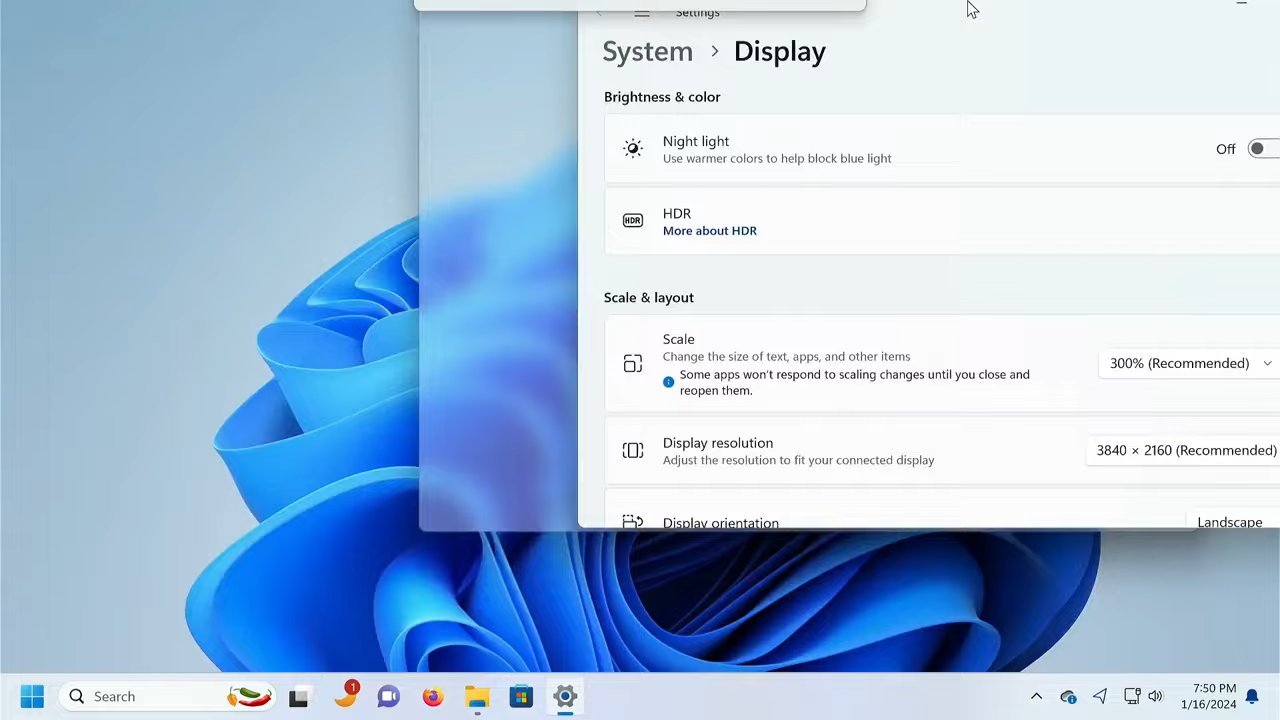 Settings
System > Display
Brightness & color
Night light
Use warmer colors to help block blue light
Off
HDR
HDR
More about HDR
Scale & layout
Scale
Change the size of text, apps, and other items
Some apps won't respond to scaling changes until you close and
reopen them.
300% (Recommended)
Display resolution
Adjust the resolution to fit your connected display
3840 × 2160 (Recommended)
Display orientation
Landscape
Search
1
7:50 PM
1/16/2024